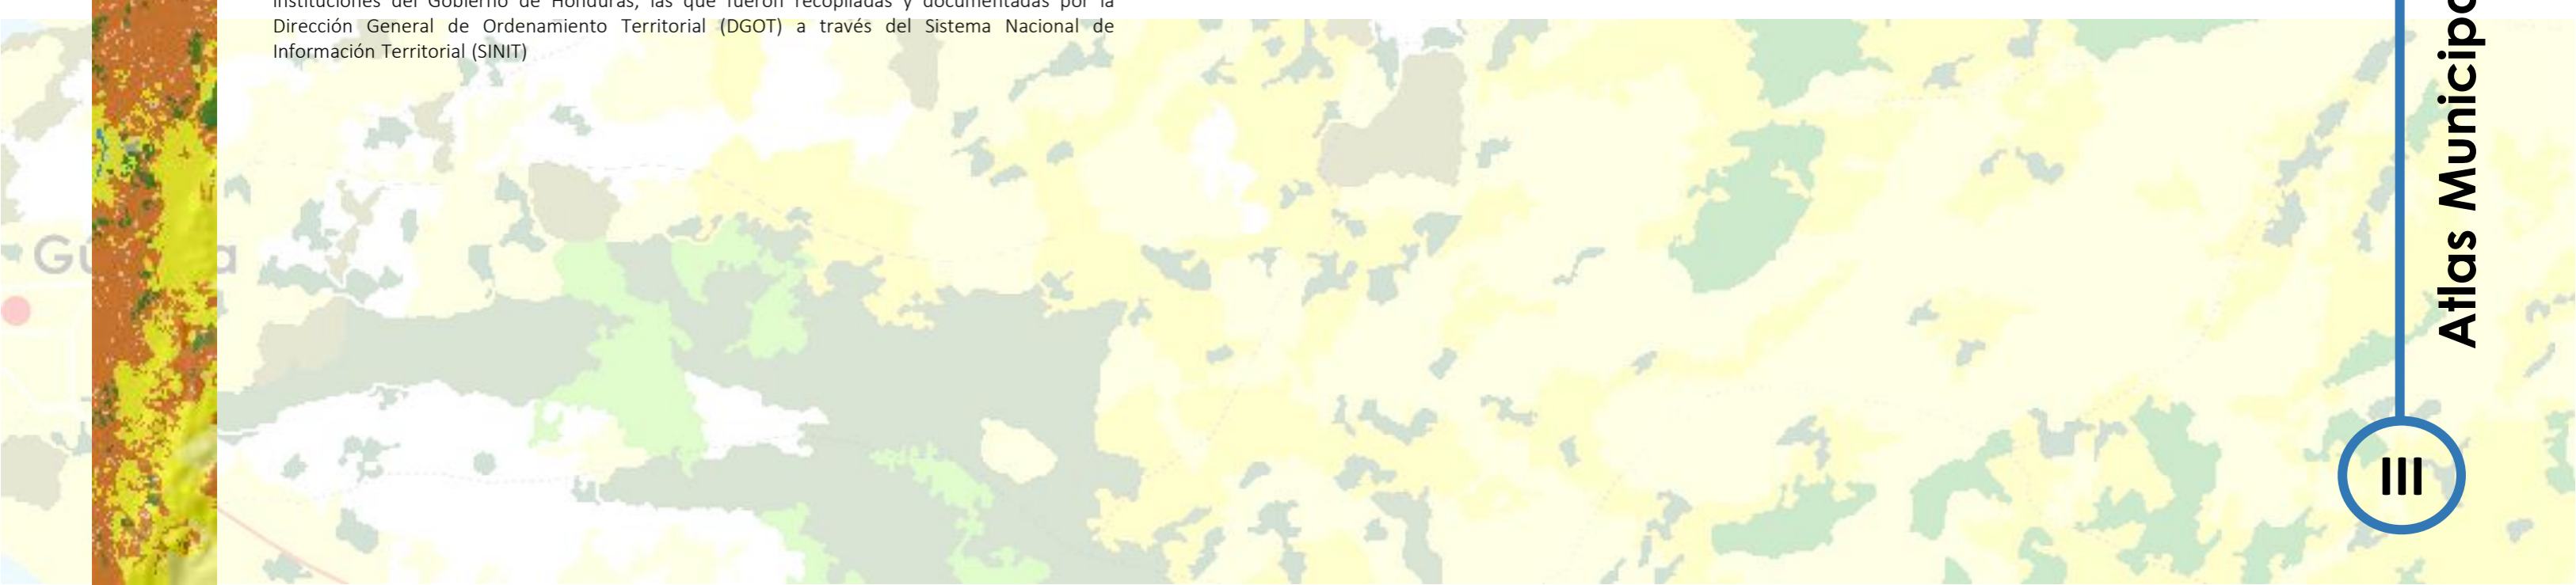 instituciones del Gobierno de Honduras, las que fueron recopiladas y documentadas por la
Dirección General de Ordenamiento Territorial (DGOT) a través del Sistema Nacional de
Información Territorial (SINIT)
Atlas Municipa
III